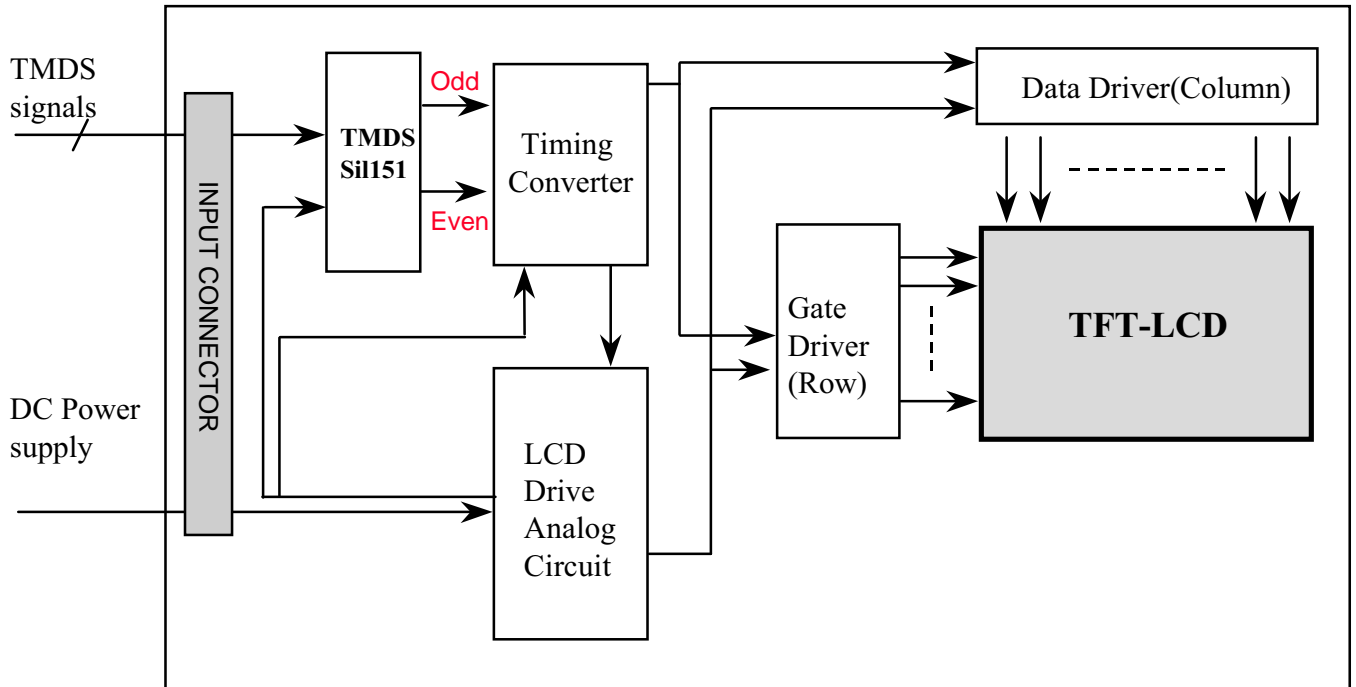 TMDS
signals
DC Power
supply
INPUT CONNECTOR
TMDS
Sil151
Odd
Even
Timing
Converter
LCD
Drive
Analog
Circuit
Data Driver(Column)
Gate
Driver
(Row)
TFT-LCD